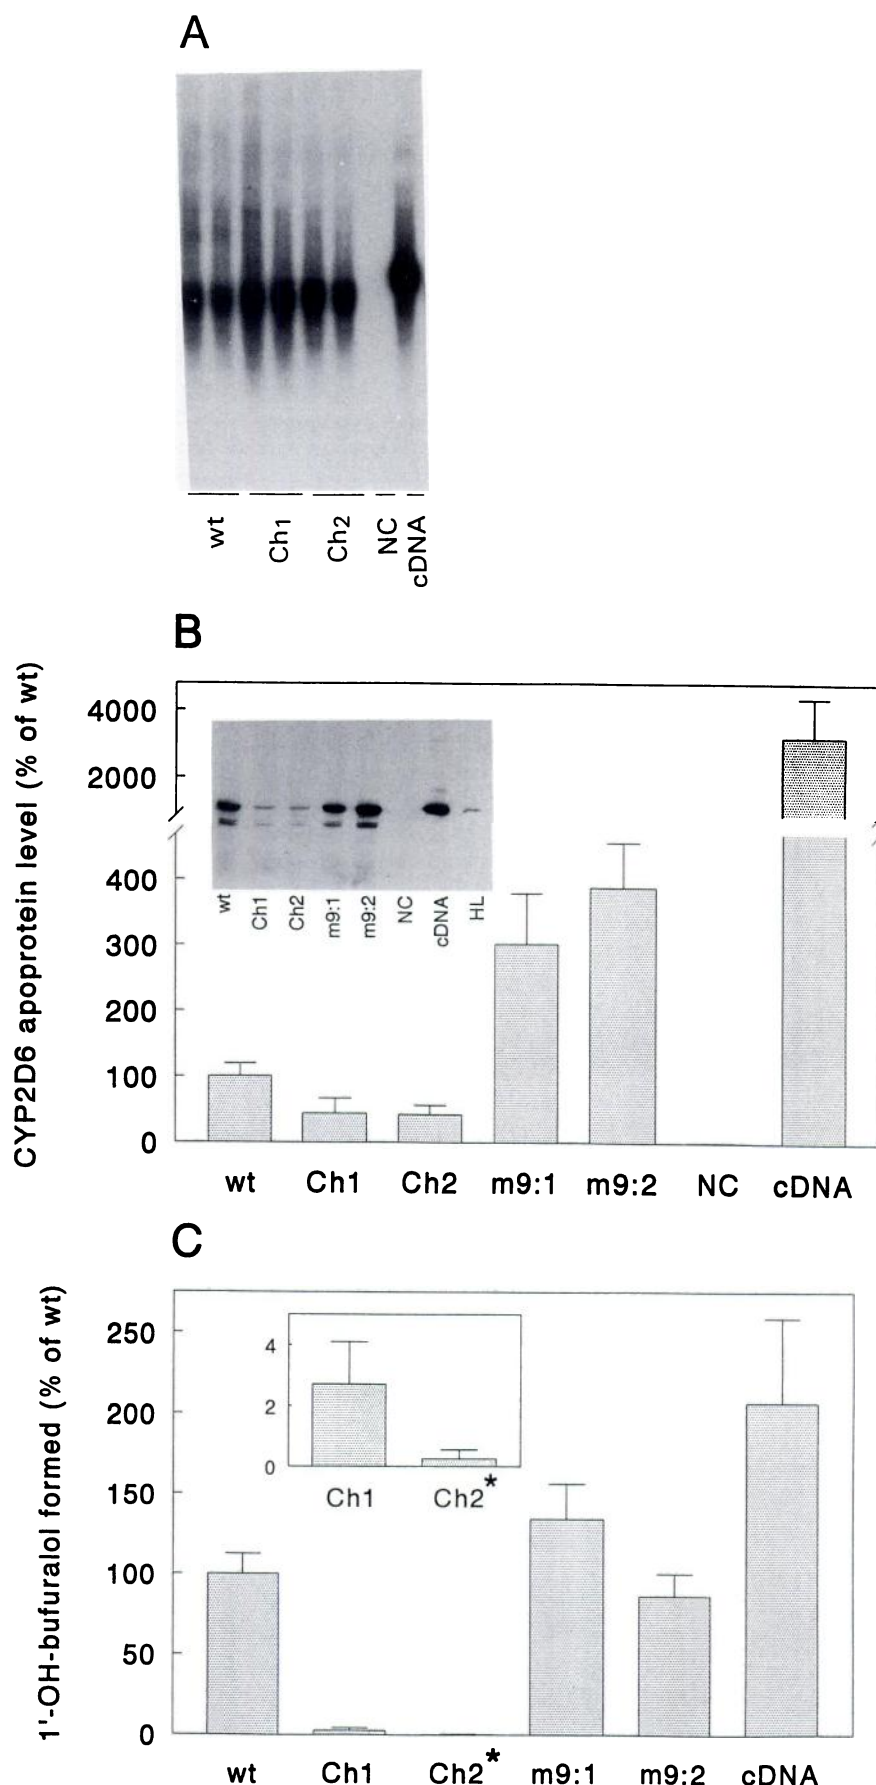 A
wt
Ch1
Ch2
NC
cDNA
B
CYP2D6 apoprotein level (% of wt)
4000
2000
400
300
200
100
0
wt
Ch1
Ch2
m9:1
m9:2
NC
cDNA
HL
wt Ch1 Ch2 m9:1 m9:2 NC cDNA
C
1'-OH-bufuralol formed (% of wt)
250
200
150
100
50
0
4
2
0
Ch1 Ch2*
wt Ch1 Ch2* m9:1 m9:2 cDNA